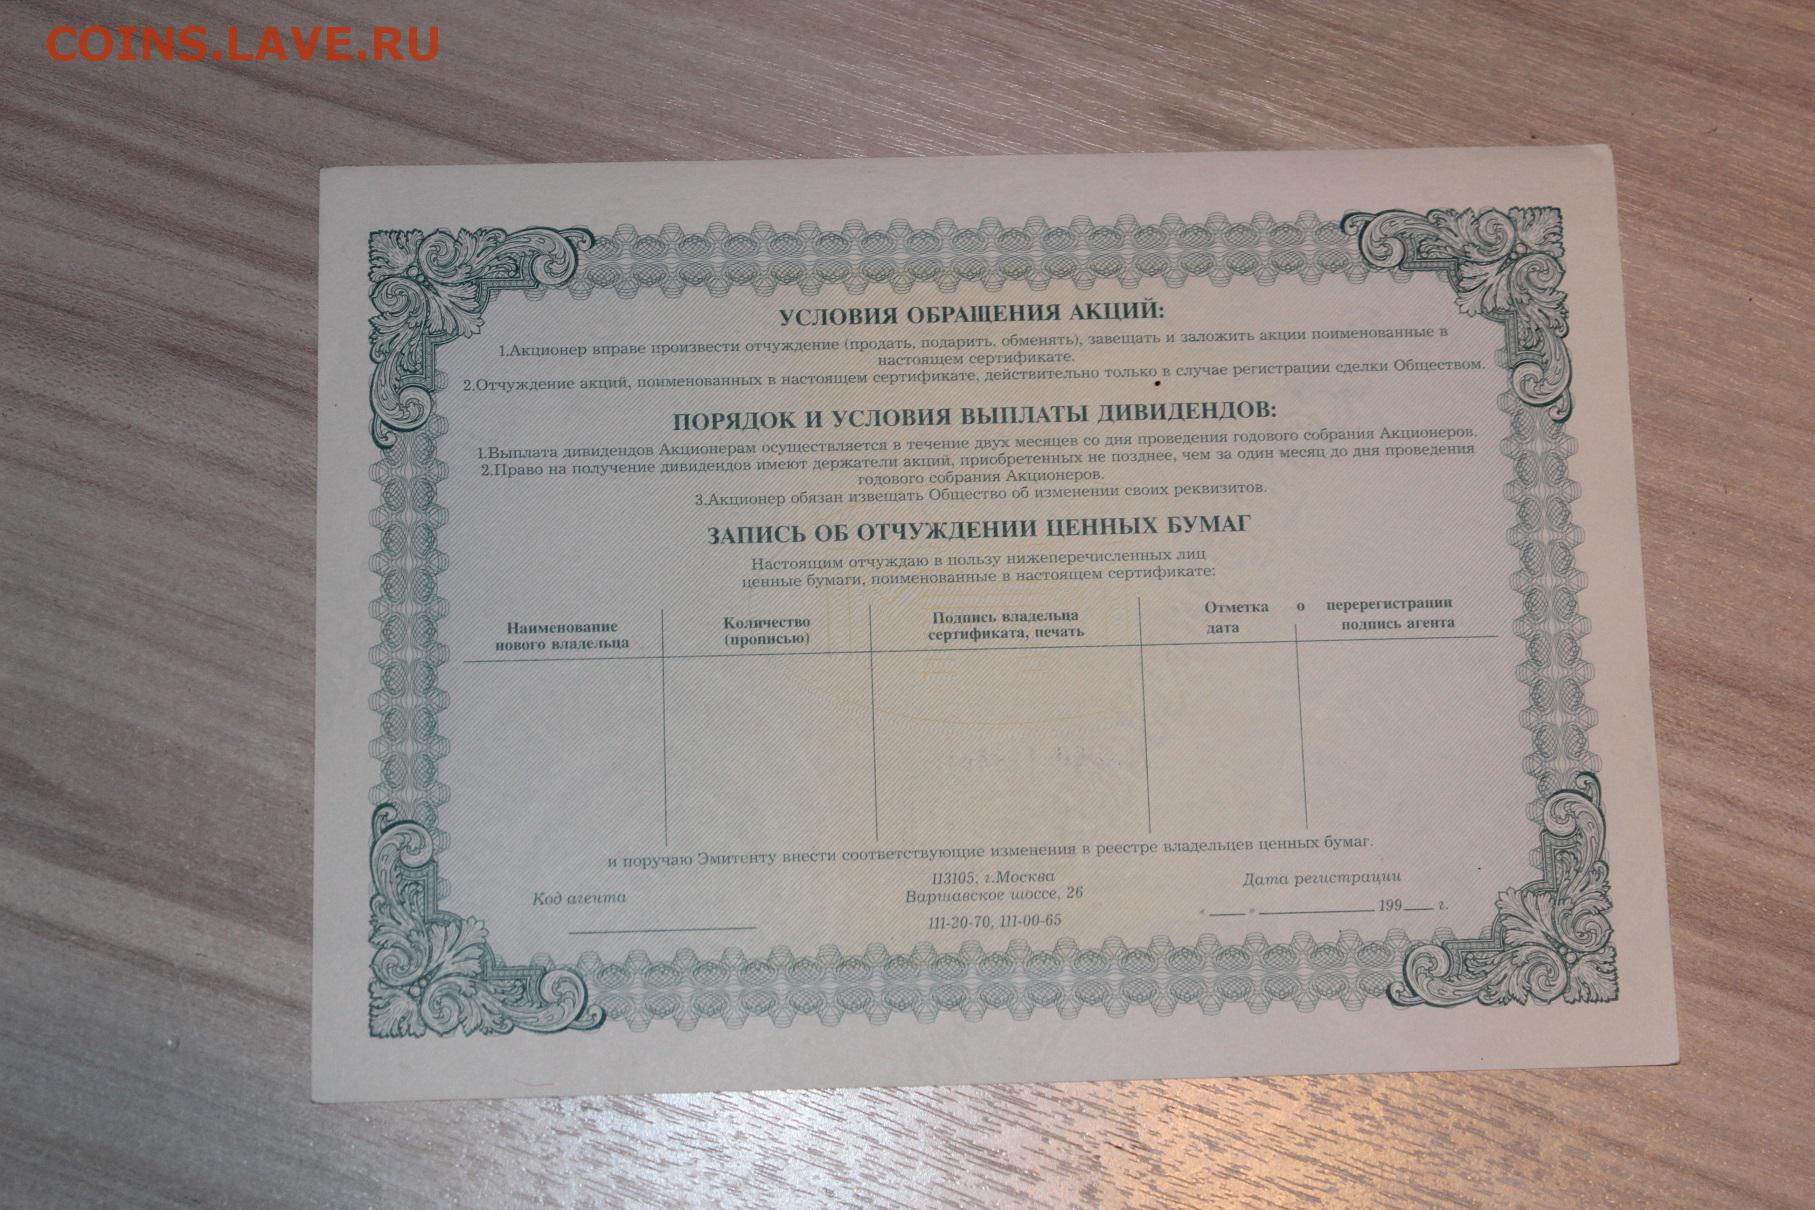 COINS.LAVE.RU
УСЛОВИЯ ОБРАЩЕНИЯ АКЦИЙ:
1.Акционер вправе произвести отчуждение (продать, подарить, обменять), завещать и заложить акции поименованные в
настоящем сертификате.
2.Отчуждение акций, поименованных в настоящем сертификате, действительно только в случае регистрации сделки Обществом.
ПОРЯДОК И УСЛОВИЯ ВЫПЛАТЫ ДИВИДЕНДОВ:
1.Выплата дивидендов Акционерам осуществляется в течение двух месяцев со дня проведения годового собрания Акционеров.
2.Право на получение дивидендов имеют держатели акций, приобретенных не позднее, чем за один месяц до дня проведения
годового собрания Акционеров.
3.Акционер обязан извещать Общество об изменении своих реквизитов.
ЗАПИСЬ ОБ ОТЧУЖДЕНИИ ЦЕННЫХ БУМАГ
Настоящим отчуждаю в пользу нижеперечисленных лиц
ценные бумаги, поименованные в настоящем сертификате:
Наименование
нового владельца
Количество
(прописью)
Подпись владельца
сертификата, печать
Отметка о перерегистрации
дата подпись агента
и поручаю Эмитенту внести соответствующие изменения в реестре владельцев ценных бумаг.
Код агента
113105, г.Москва
Варшавское шоссе, 26
111-20-70, 111-00-65
Дата регистрации
"___" __________ 199___ г.